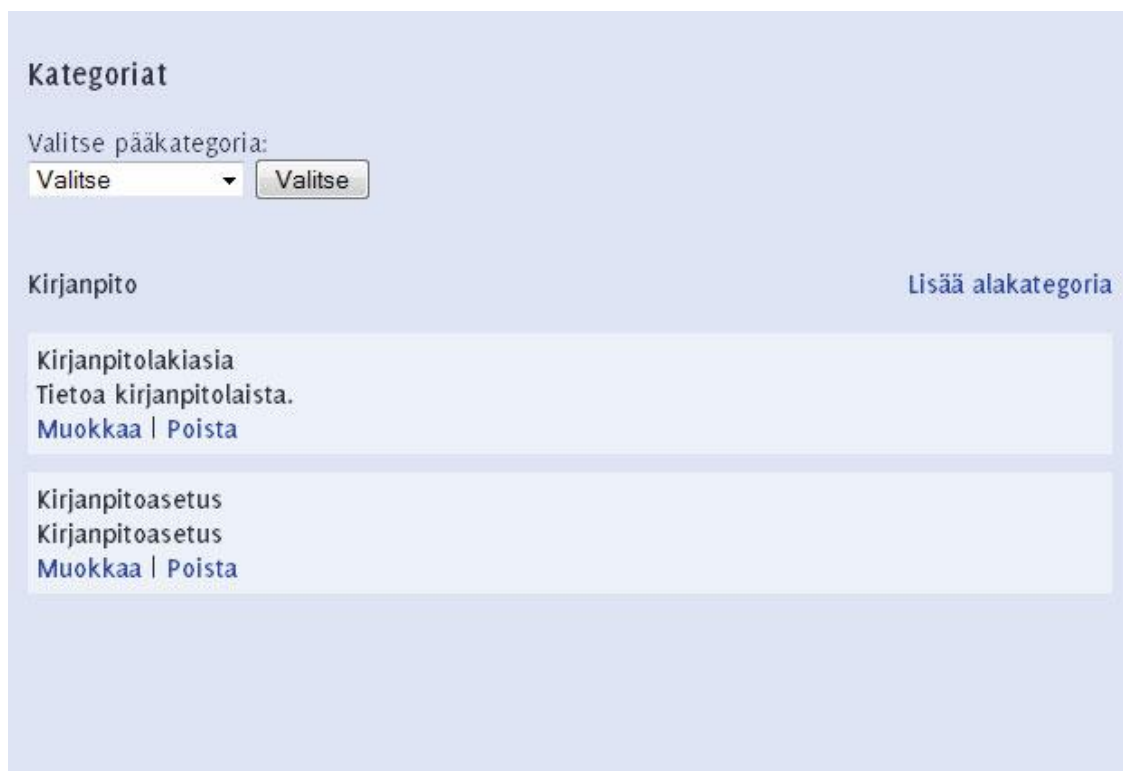 Kategoriat
Valitse pääkategoria:
Valitse Valitse
Kirjanpito Lisää alakategoria
Kirjanpitolakiasia
Tietoa kirjanpitolaista.
Muokkaa | Poista
Kirjanpitoasetus
Kirjanpitoasetus
Muokkaa | Poista